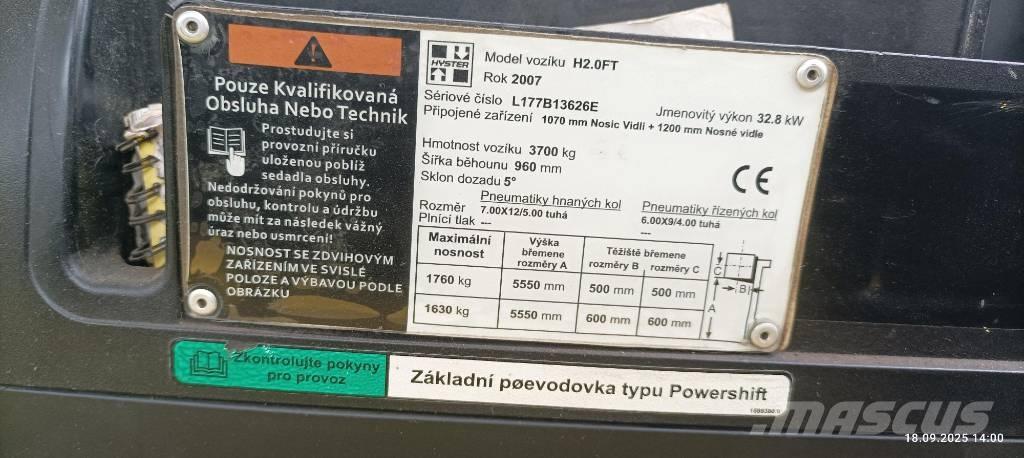 Pouze Kvalifikovaná
Obsluha Nebo Technik
Prostudujte si
provozní příručku
uloženou poblíž
sedadla obsluhy.
Nedodržování pokynů pro
obsluhu, kontrolu a údržbu
může mít za následek vážný
úraz nebo usmrcení!
NOSNOST SE ZDVIHOVÝM
ZAŘÍZENÍM VE SVISLÉ
POLOZE A VÝBAVOU PODLE
OBRÁZKU
HYSTER
Model vozíku H2.0FT
Rok 2007
Sériové číslo L177B13626E
Jmenovitý výkon 32.8 kW
Připojené zařízení 1070 mm Nosic Vidli + 1200 mm Nosné vidle
Hmotnost vozíku 3700 kg
Šířka běhounu 960 mm
Sklon dozadu 5°
CE
Pneumatiky hnaných kol Pneumatiky řízených kol
Rozměr 7.00X12/5.00 tuhá 6.00X9/4.00 tuhá
Plnící tlak --- ---
Maximální nosnost Výška břemene rozměry A Těžiště břemene rozměry B rozměry C
1760 kg 5550 mm 500 mm 500 mm
1630 kg 5550 mm 600 mm 600 mm
C
B
A
Zkontrolujte pokyny
pro provoz
Základní pøevodovka typu Powershift
MASCUS
18.09.2025 14:00